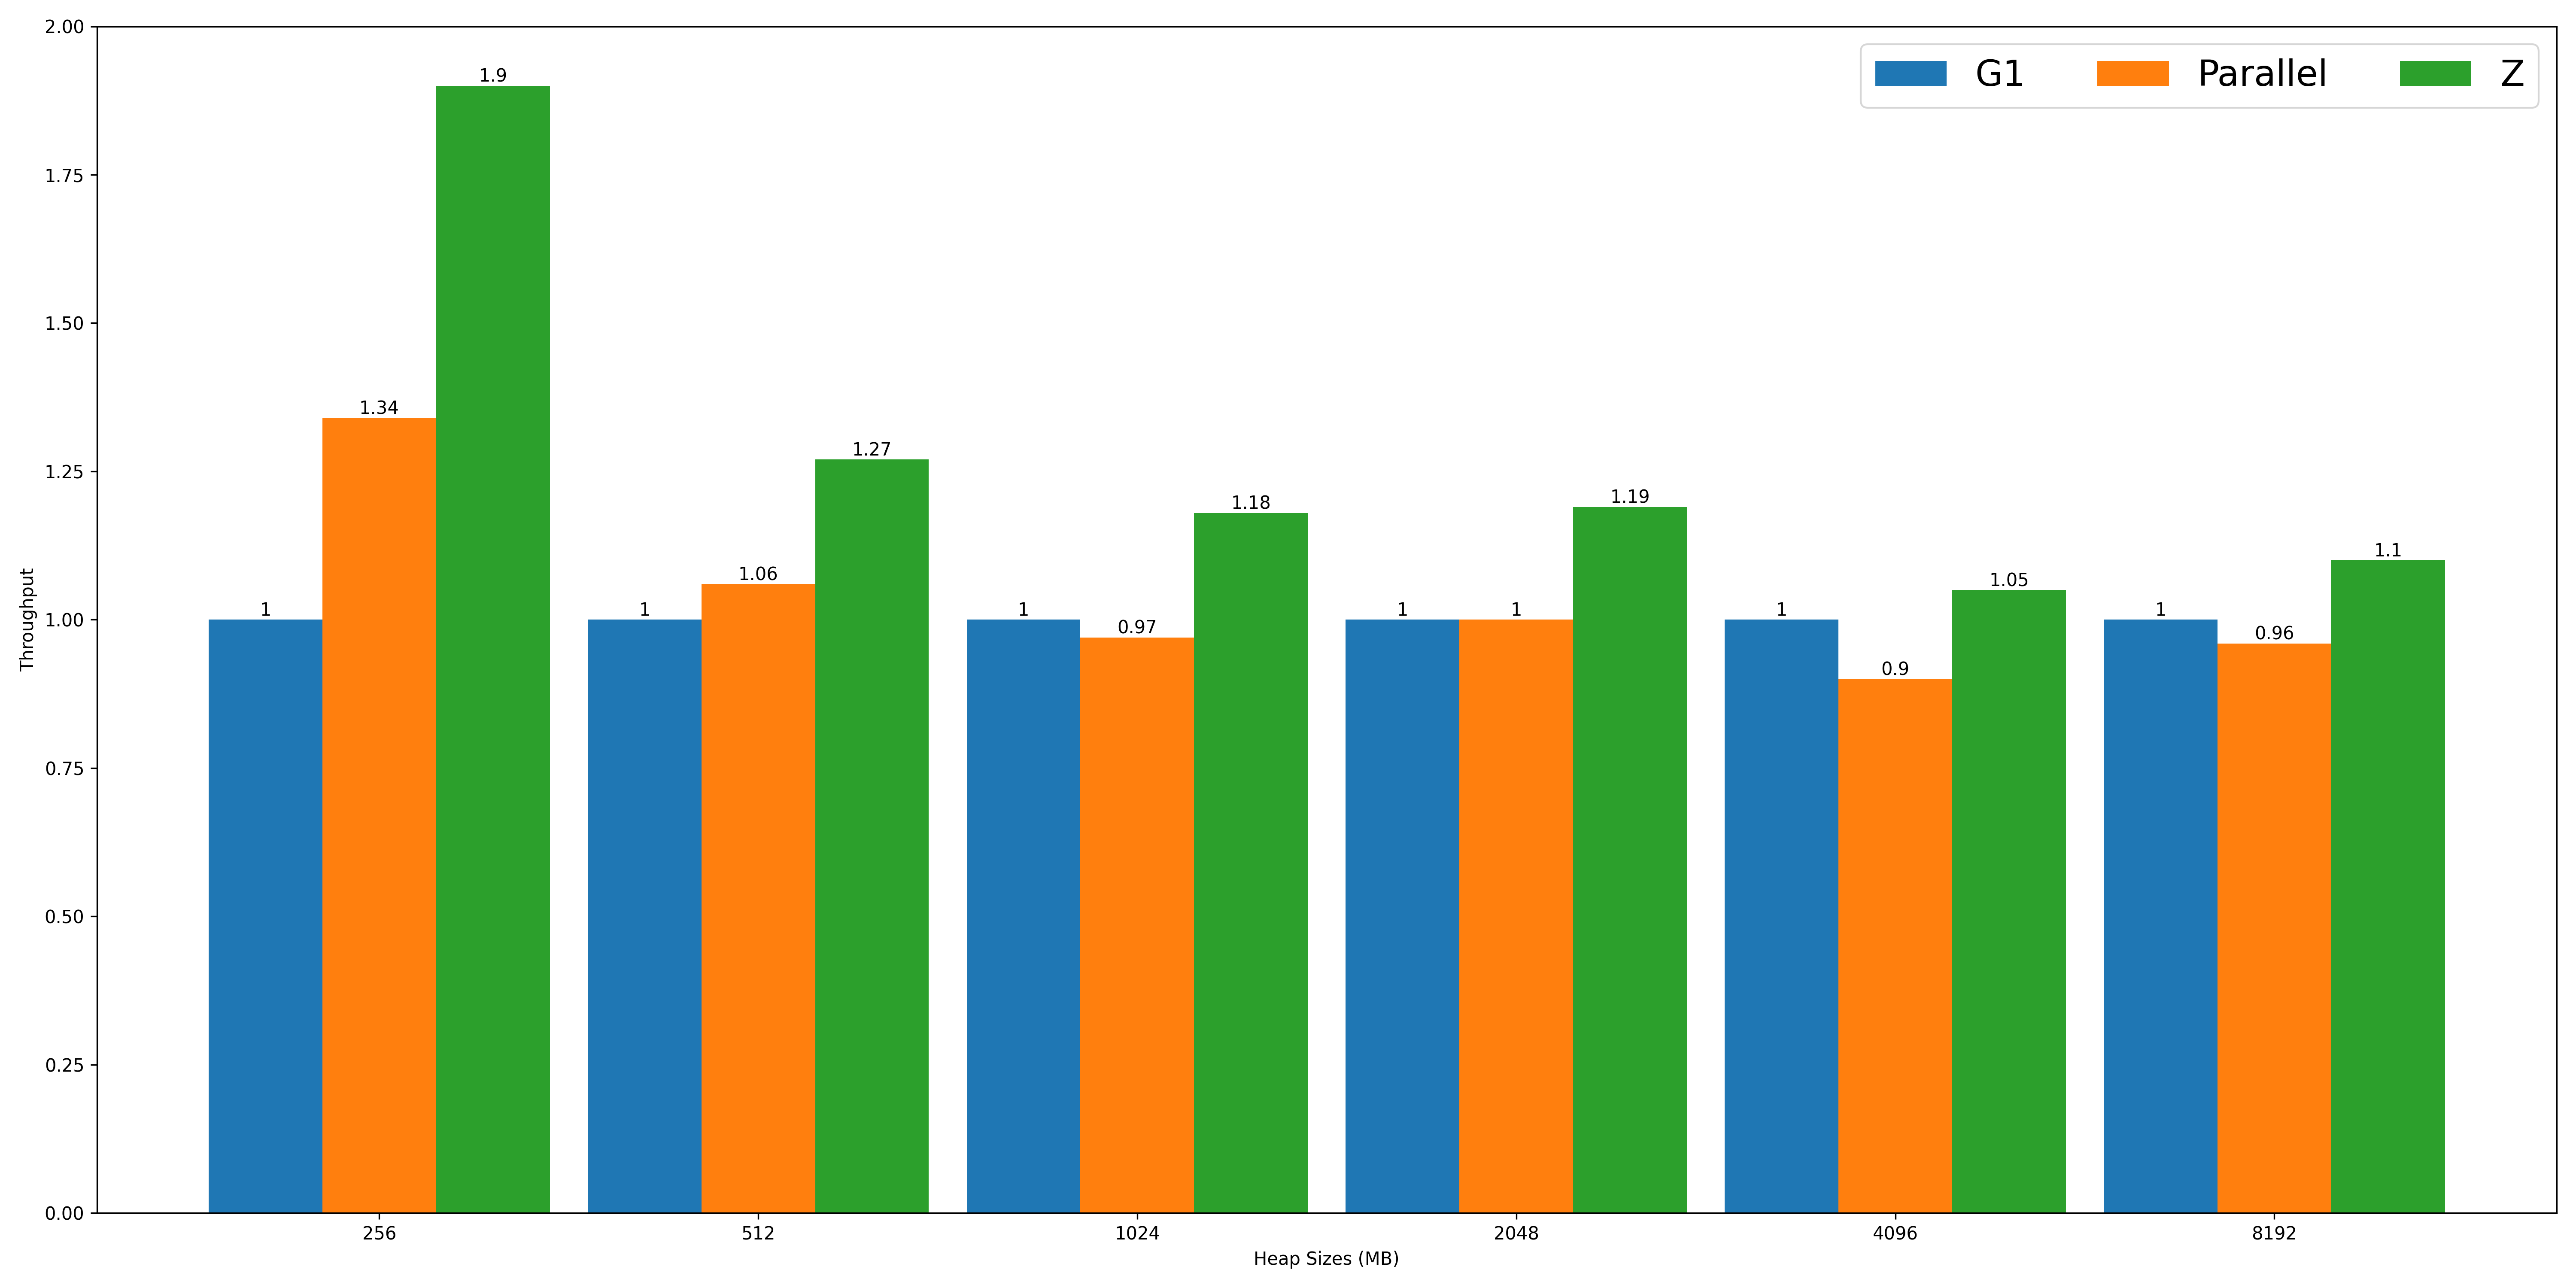 2.00
1.75
1.50
1.25
1.00
0.75
0.50
0.25
0.00
Throughput
G1 Parallel Z
1 1.34 1.9
1 1.06 1.27
1 0.97 1.18
1 1 1.19
1 0.9 1.05
1 0.96 1.1
256 512 1024 2048 4096 8192
Heap Sizes (MB)